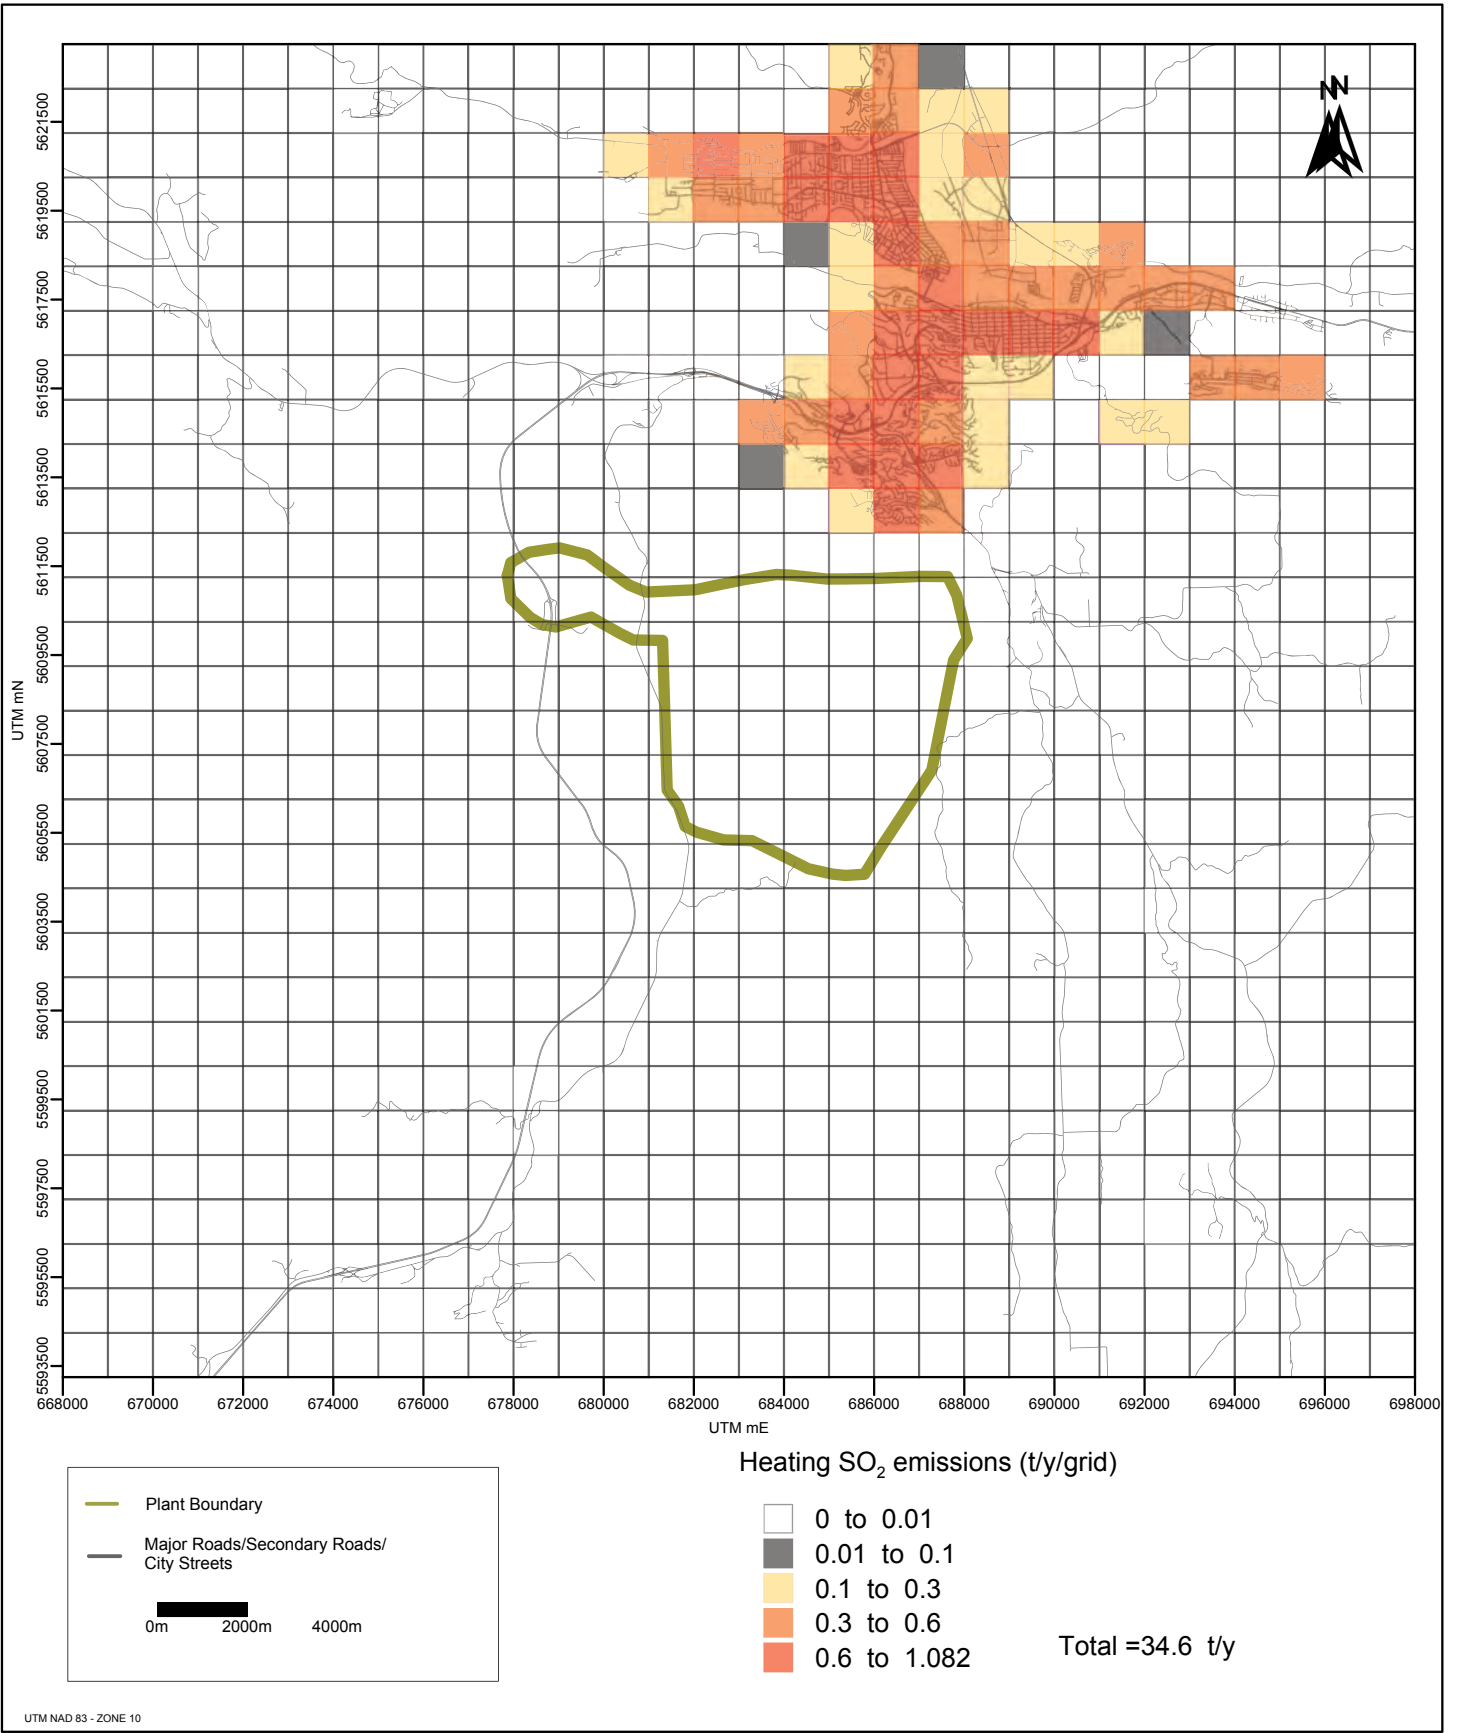 NN
5621500
5619500
5617500
5615500
5613500
5611500
5609500
5607500
5605500
5603500
5601500
5599500
5597500
5595500
5593500
UTM mN
668000 670000 672000 674000 676000 678000 680000 682000 684000 686000 688000 690000 692000 694000 696000 698000
UTM mE
Plant Boundary
Major Roads/Secondary Roads/
City Streets
0m 2000m 4000m
Heating SO₂ emissions (t/y/grid)
0 to 0.01
0.01 to 0.1
0.1 to 0.3
0.3 to 0.6
0.6 to 1.082
Total =34.6 t/y
UTM NAD 83 - ZONE 10